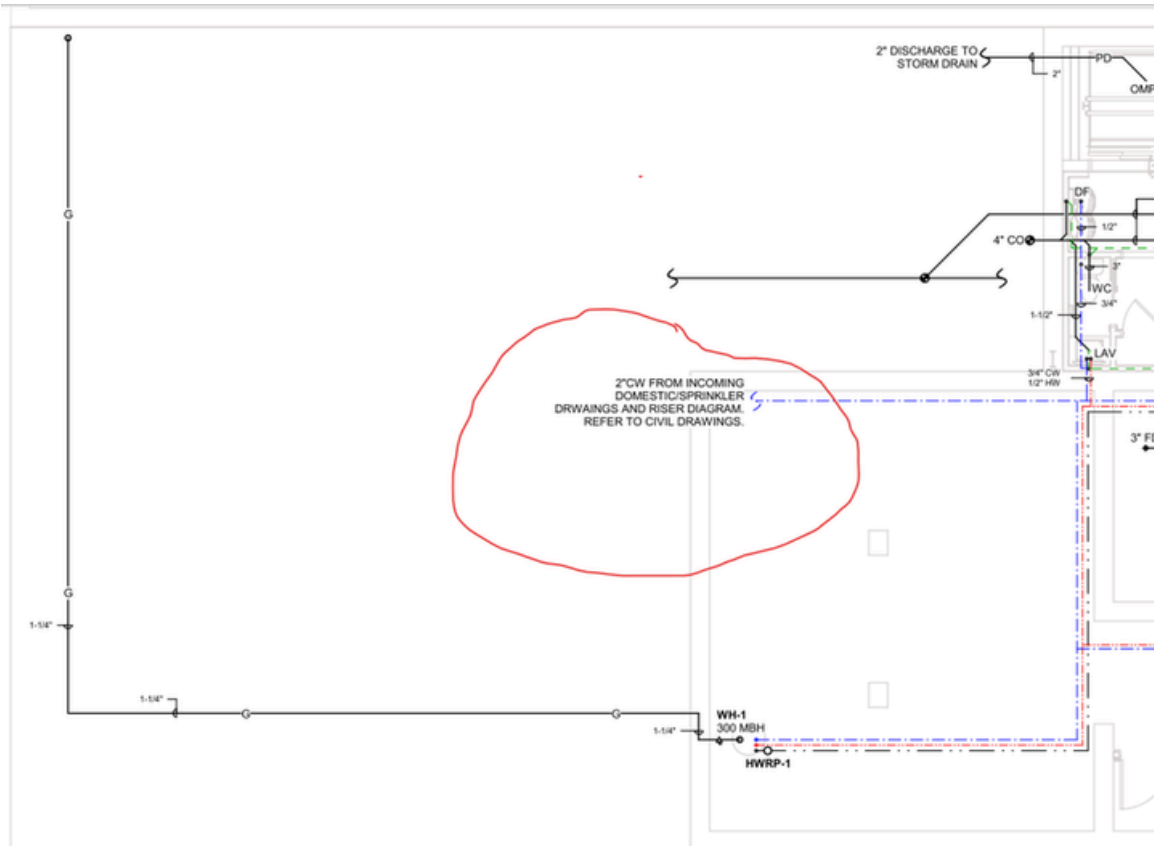 2" DISCHARGE TO
STORM DRAIN
PD
2"
OMP
G
DF
1/2"
4" CO
3"
WC
3/4"
1-1/2"
LAV
3/4" CW
1/2" HW
2"CW FROM INCOMING
DOMESTIC/SPRINKLER
DRWAINGS AND RISER DIAGRAM.
REFER TO CIVIL DRAWINGS.
3" FD
G
1-1/4"
1-1/4"
G
G
1-1/4"
WH-1
300 MBH
HWRP-1